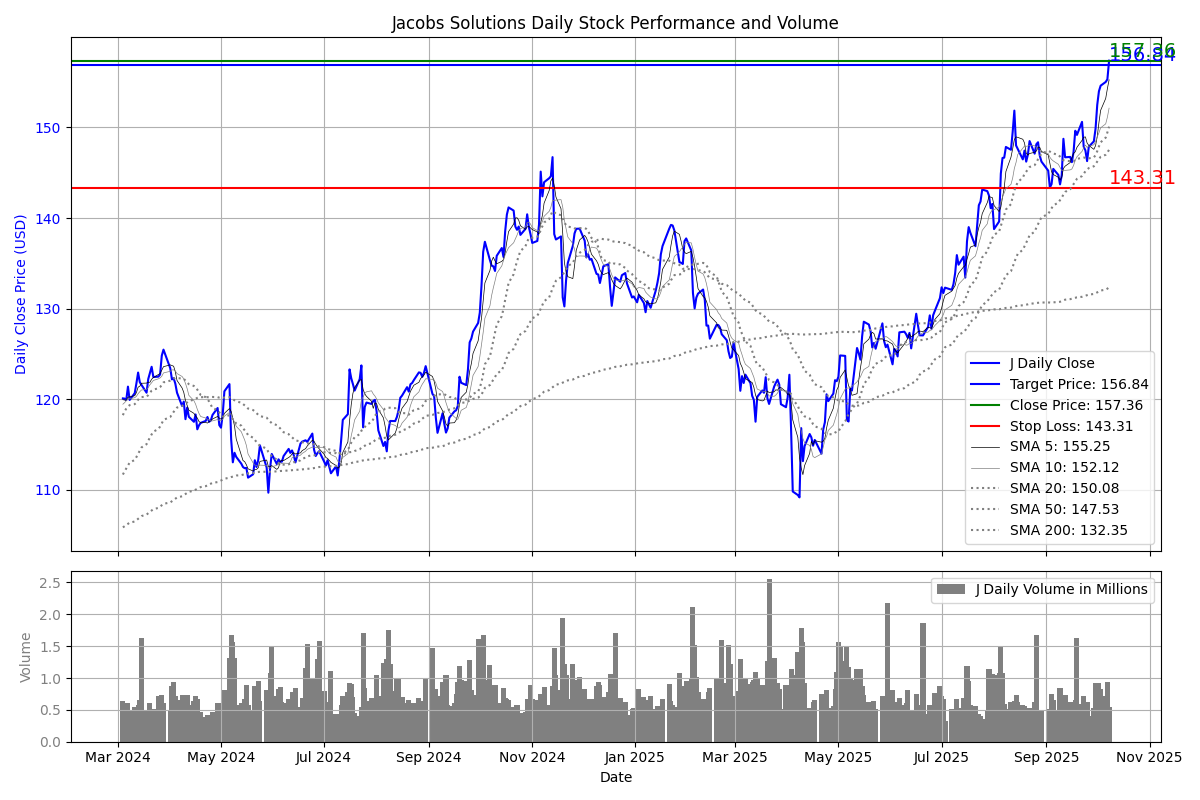 Jacobs Solutions Daily Stock Performance and Volume
157.36
156.84
150
143.31
140
130
120
110
Daily Close Price (USD)
J Daily Close
Target Price: 156.84
Close Price: 157.36
Stop Loss: 143.31
SMA 5: 155.25
SMA 10: 152.12
SMA 20: 150.08
SMA 50: 147.53
SMA 200: 132.35
2.5
2.0
1.5
1.0
0.5
0.0
Volume
J Daily Volume in Millions
Mar 2024 May 2024 Jul 2024 Sep 2024 Nov 2024 Jan 2025 Mar 2025 May 2025 Jul 2025 Sep 2025 Nov 2025
Date